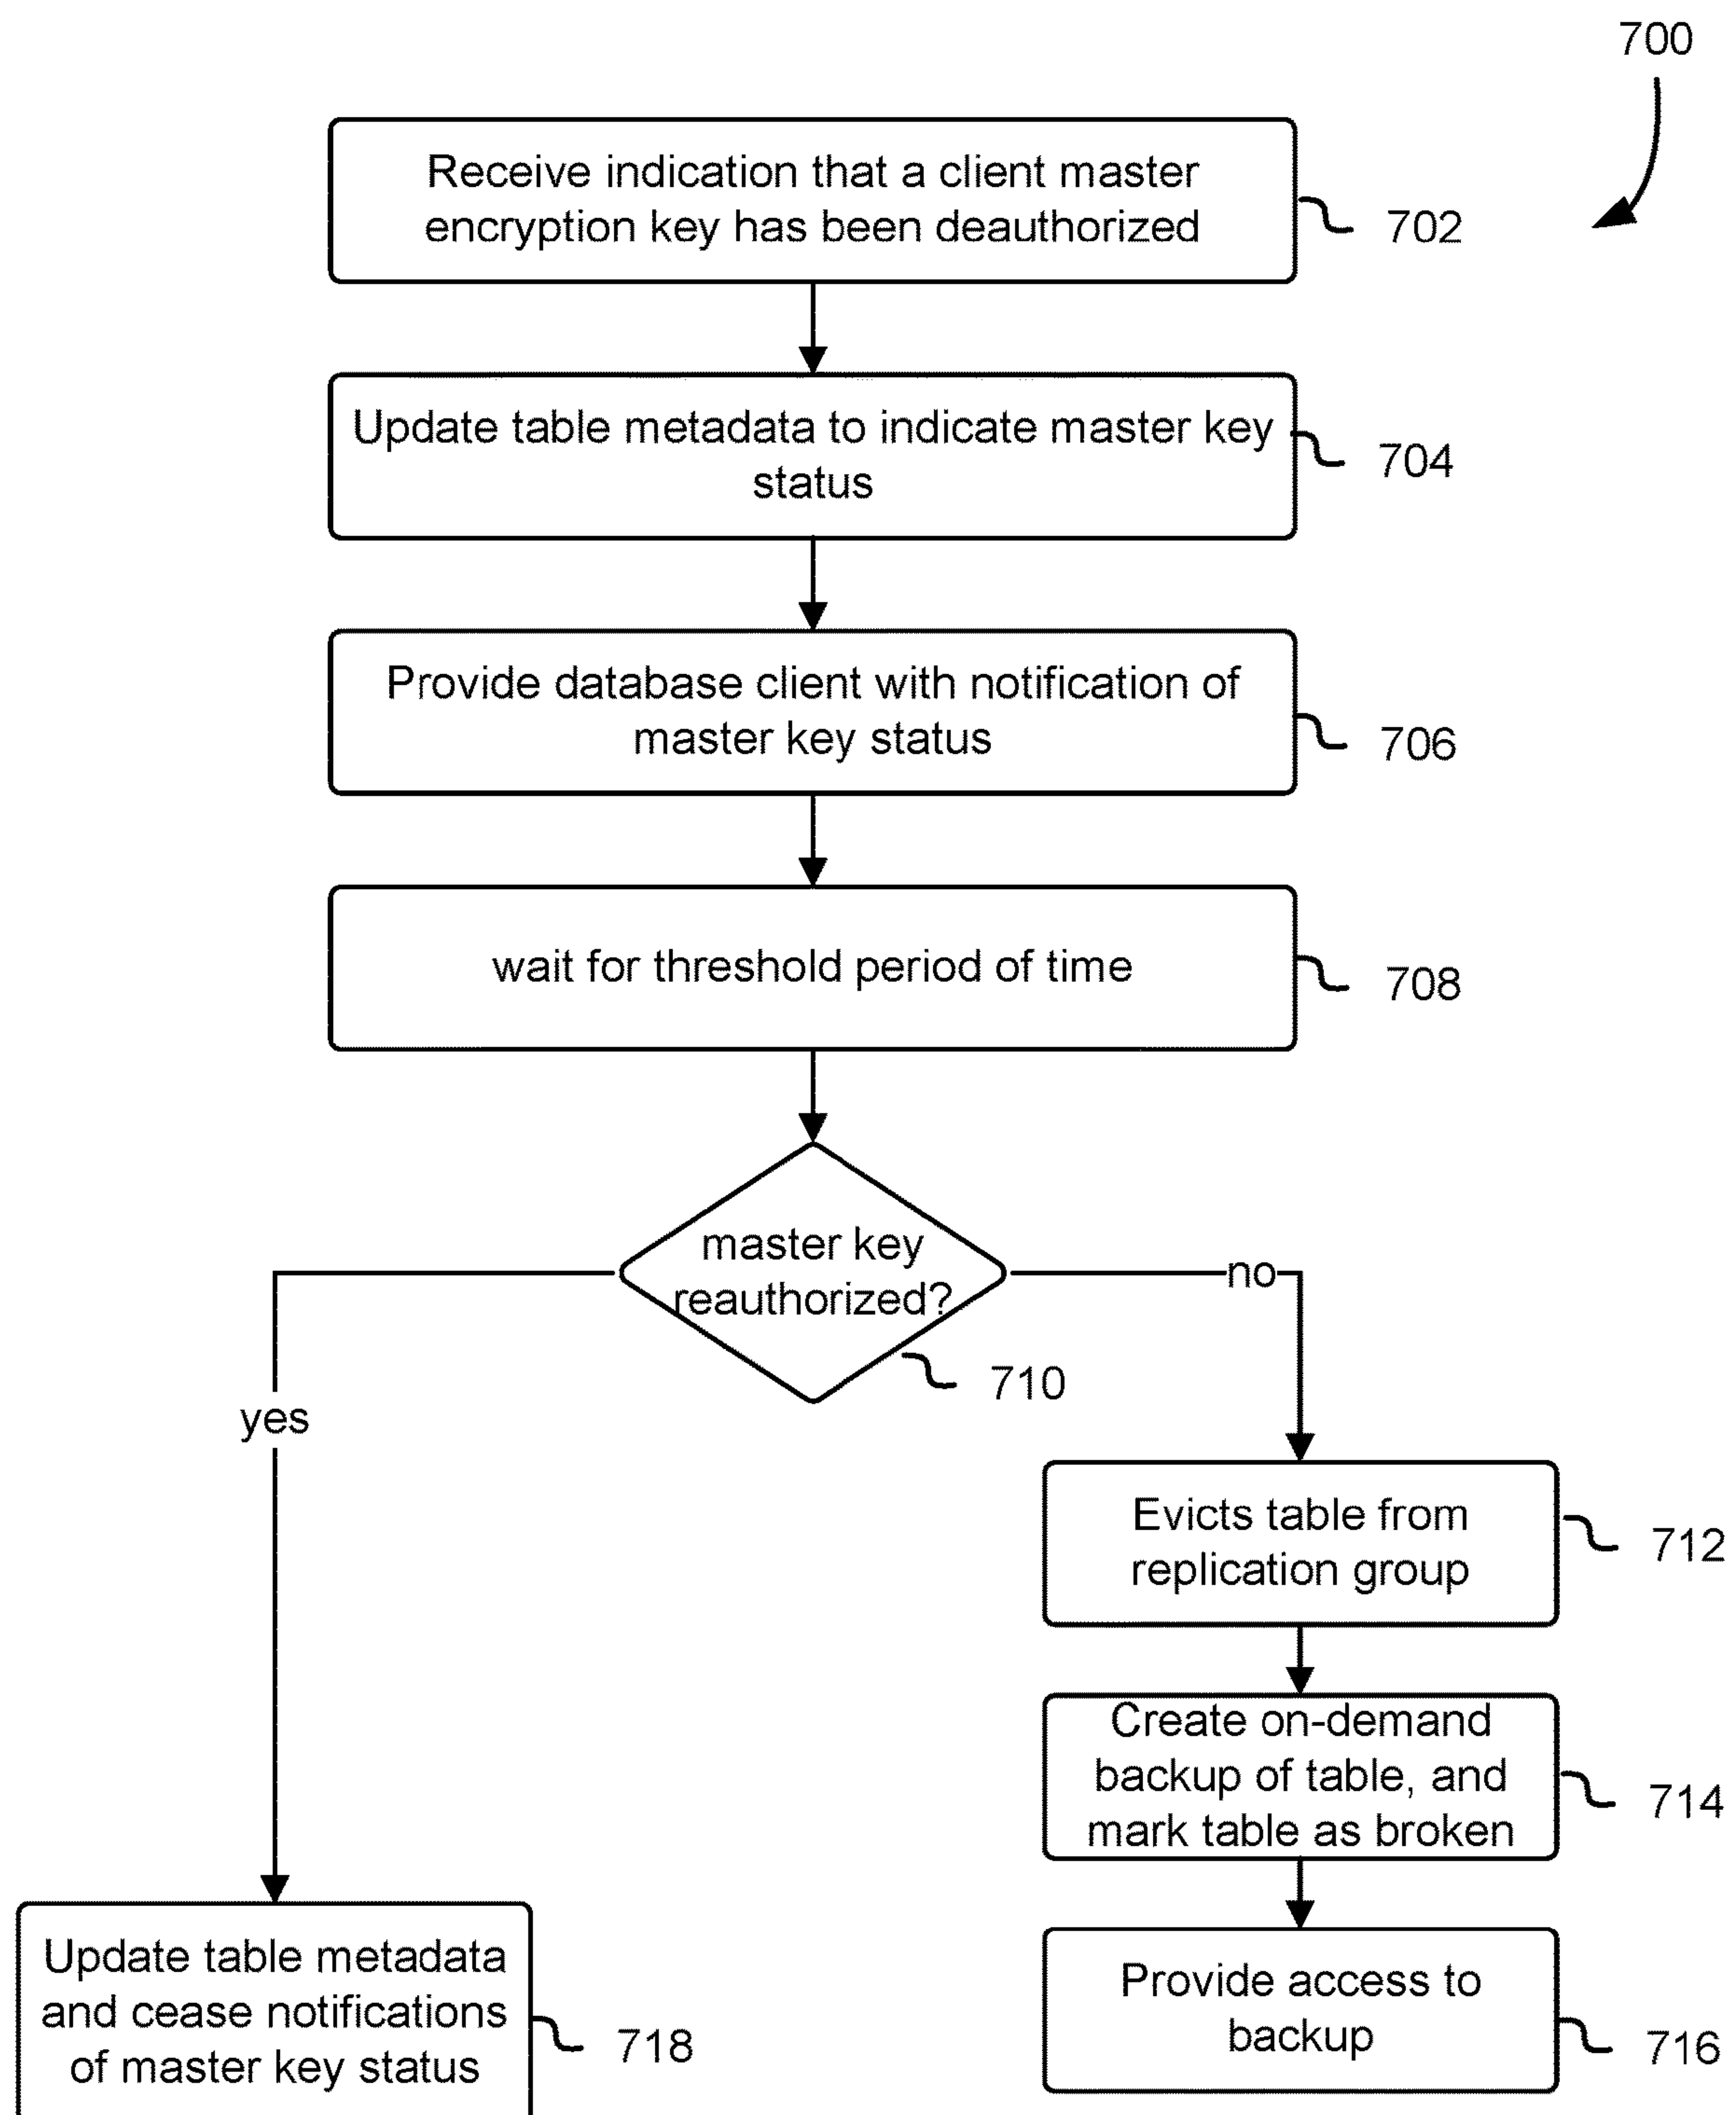 700
Receive indication that a client master
encryption key has been deauthorized
702
Update table metadata to indicate master key
status
704
Provide database client with notification of
master key status
706
wait for threshold period of time
708
master key
reauthorized?
710
no
yes
Evicts table from
replication group
712
Create on-demand
backup of table, and
mark table as broken
714
Provide access to
backup
716
Update table metadata
and cease notifications
of master key status
718